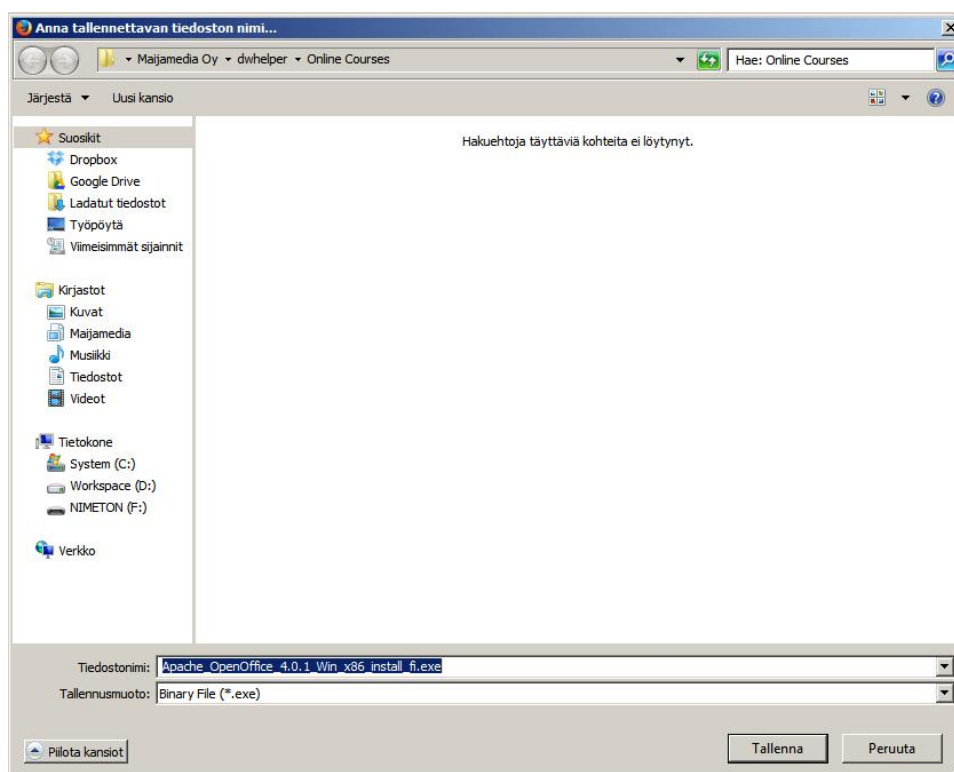 Anna tallennettavan tiedoston nimi...
Maijamedia Oy dwhelper Online Courses
Hae: Online Courses
Järjestä Uusi kansio
Suosikit
Dropbox
Google Drive
Ladatut tiedostot
Työpöytä
Viimeisimmät sijainnit
Kirjastot
Kuvat
Maijamedia
Musiikki
Tiedostot
Videot
Tietokone
System (C:)
Workspace (D:)
NIMETON (F:)
Verkko
Hakuehtoja täyttäviä kohteita ei löytynyt.
Tiedostonimi: Apache_OpenOffice_4.0.1_Win_x86_install_fi.exe
Tallennusmuoto: Binary File (*.exe)
Piilota kansiot
Tallenna
Peruuta